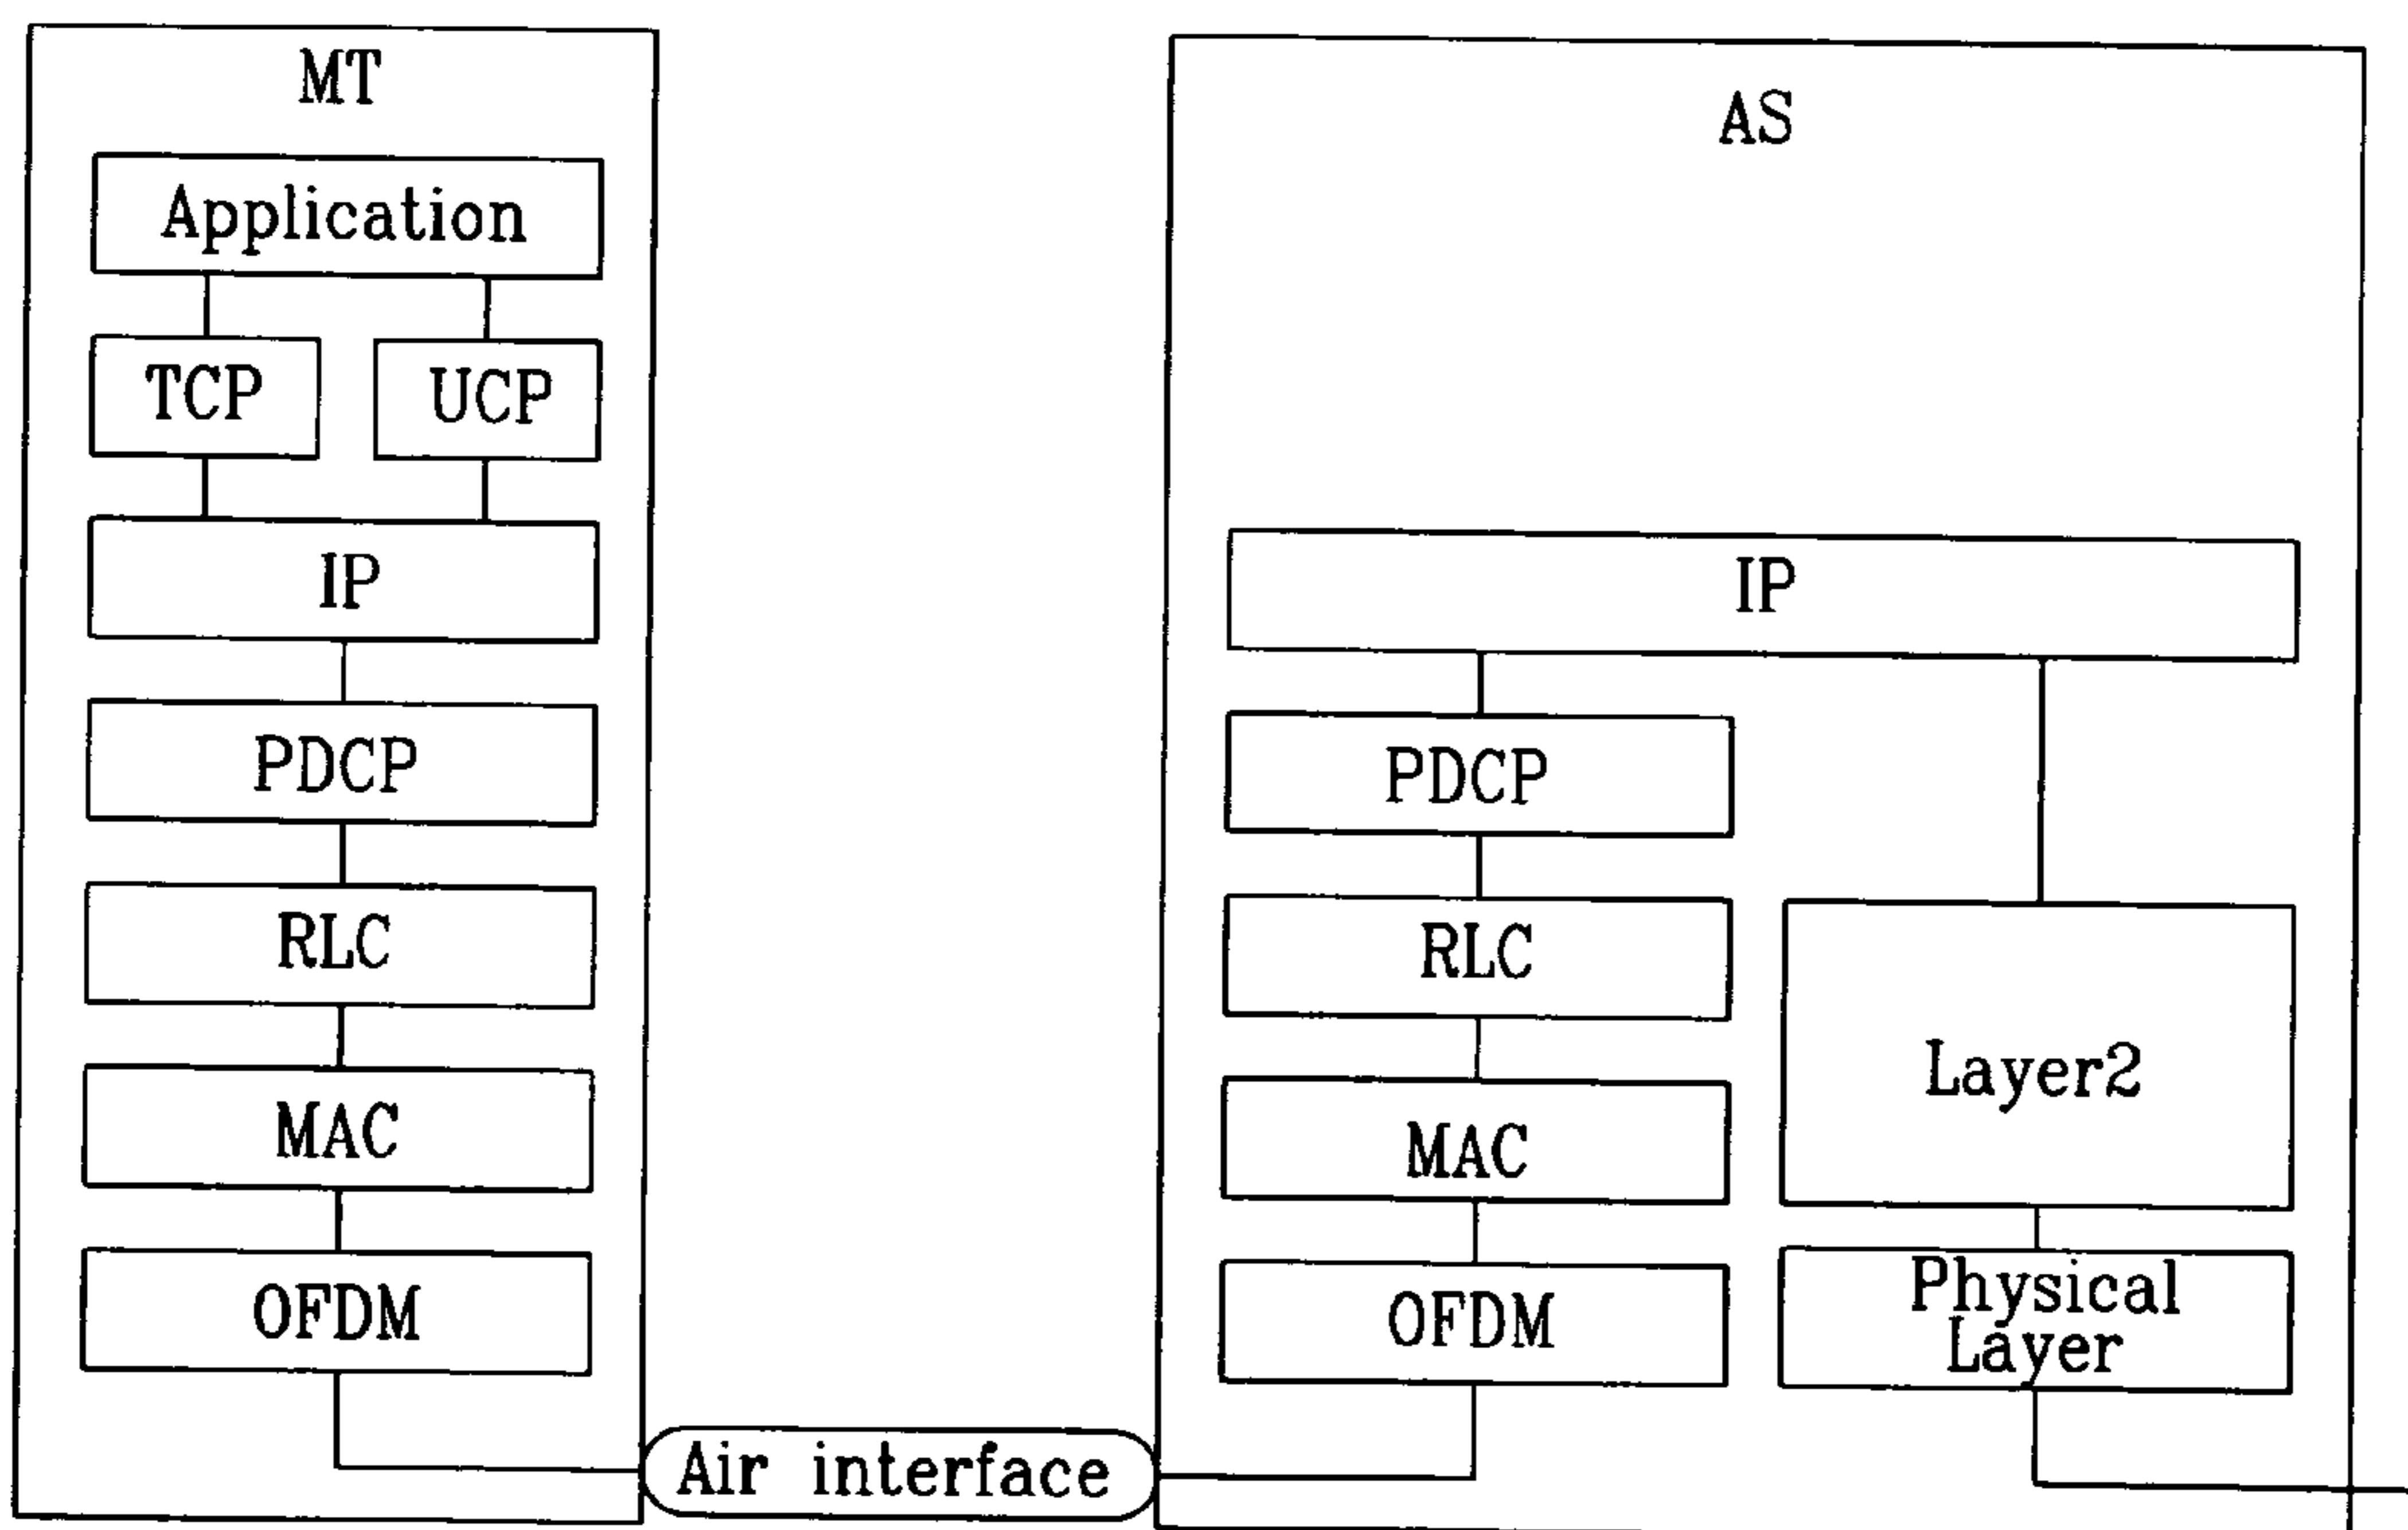 MT
Application
TCP
UCP
IP
PDCP
RLC
MAC
OFDM
Air interface
AS
IP
PDCP
RLC
MAC
OFDM
Layer2
Physical
Layer